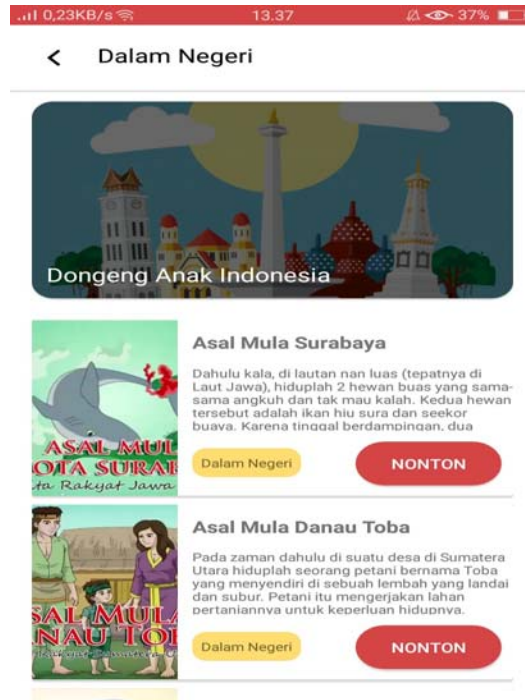 0,23KB/s 13.37 37%
Dalam Negeri
Dongeng Anak Indonesia
Asal Mula Surabaya
Dahulu kala, di lautan nan luas (tepatnya di
Laut Jawa), hiduplah 2 hewan buas yang sama-
sama angkuh dan tak mau kalah. Kedua hewan
tersebut adalah ikan hiu sura dan seekor
buaya. Karena tinggal berdampingan, dua
ASAL MUL
OTA SURAB
ta Rakyat Jawa
Dalam Negeri
NONTON
Asal Mula Danau Toba
Pada zaman dahulu di suatu desa di Sumatera
Utara hiduplah seorang petani bernama Toba
yang menyendiri di sebuah lembah yang landai
dan subur. Petani itu mengerjakan lahan
pertaniannya untuk keperluan hidupnya.
SAL MULA
NAU TOB
Dalam Negeri
NONTON